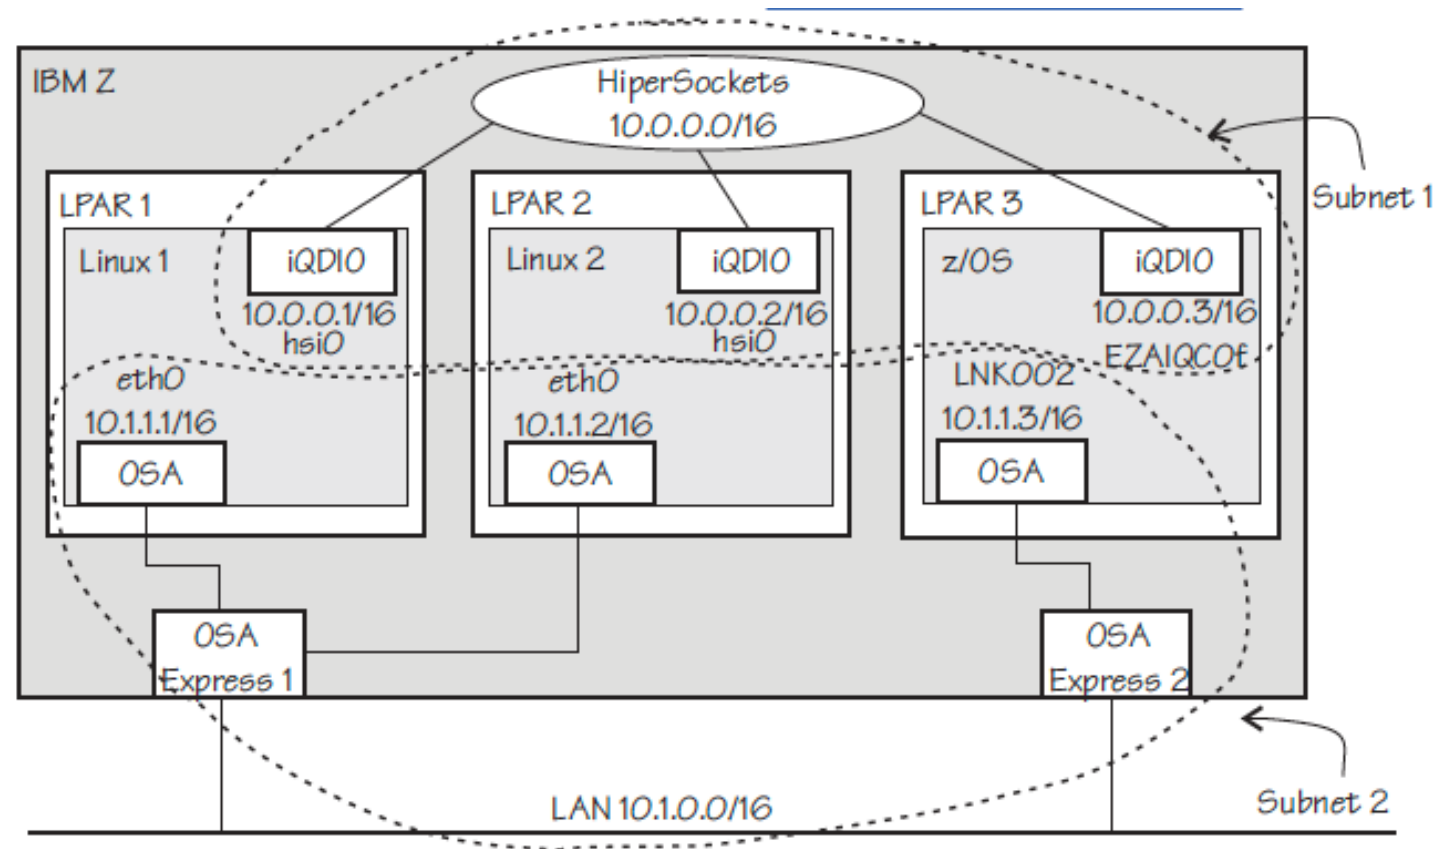 IBM Z
HiperSockets
10.0.0.0/16
Subnet 1
LPAR 1
Linux 1
iQDIO
10.0.0.1/16
hsi0
eth0
10.1.1.1/16
OSA
LPAR 2
Linux 2
iQDIO
10.0.0.2/16
hsi0
eth0
10.1.1.2/16
OSA
LPAR 3
z/OS
iQDIO
10.0.0.3/16
LNK002
10.1.1.3/16
OSA
OSA
Express 1
OSA
Express 2
LAN 10.1.0.0/16
Subnet 2